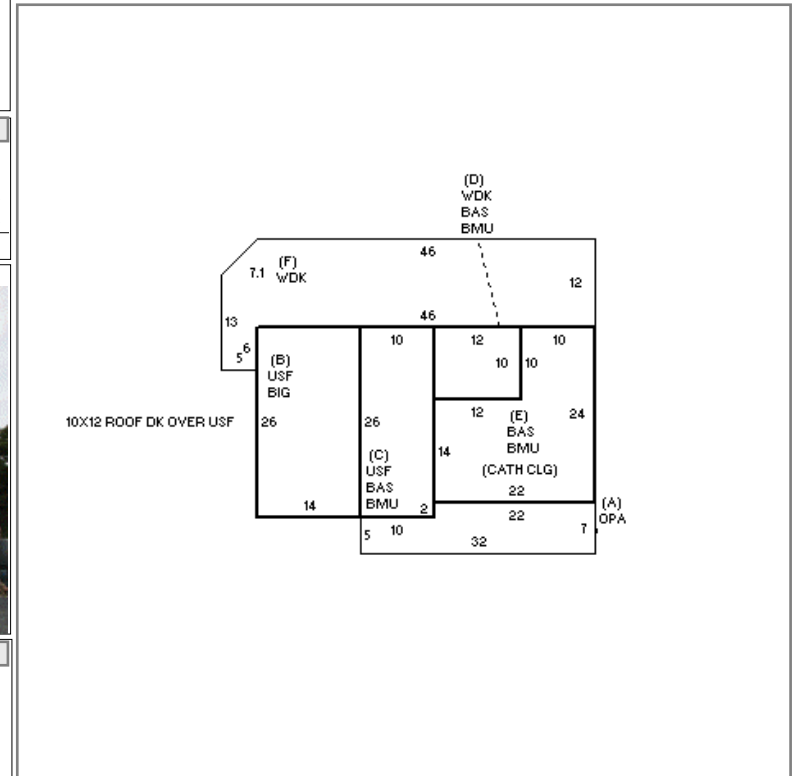 (D)
WDK
BAS
BMU
46
7.1
(F)
WDK
12
46
13
6
5
10
12
10
10
10
(B)
USF
BIG
10X12 ROOF DK OVER USF
26
26
12
(E)
BAS
BMU
24
14
(C)
USF
BAS
BMU
(CATH CLG)
22
14
2
22
(A)
OPA
5
10
7
32